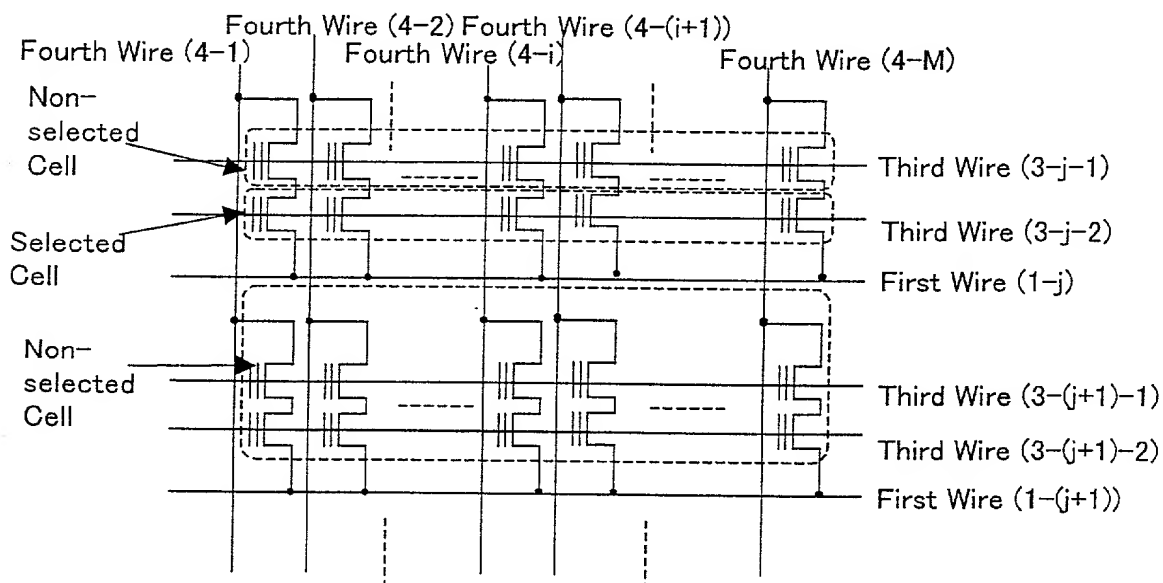 Fourth Wire (4-2) Fourth Wire (4-(i+1))
Fourth Wire (4-1)
Fourth Wire (4-i)
Fourth Wire (4-M)
Non-
selected
Cell
Third Wire (3-j-1)
Third Wire (3-j-2)
Selected
Cell
First Wire (1-j)
Non-
selected
Cell
Third Wire (3-(j+1)-1)
Third Wire (3-(j+1)-2)
First Wire (1-(j+1))